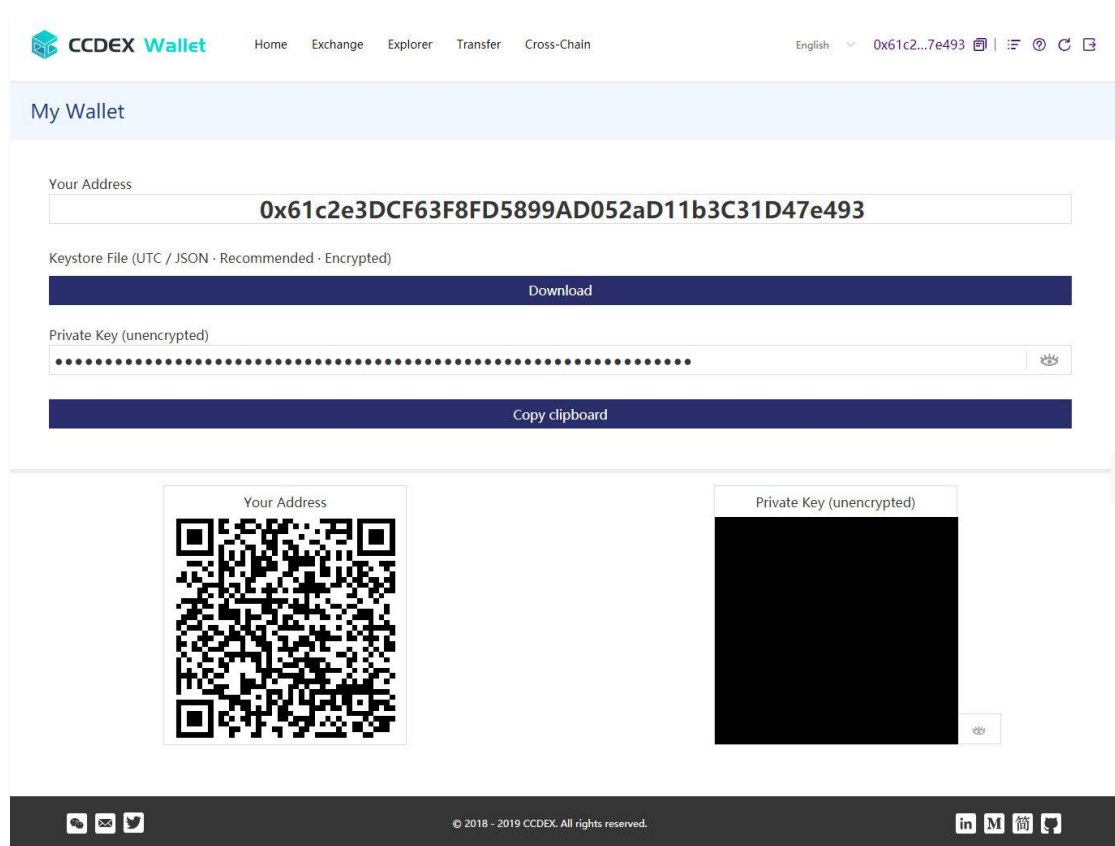 CCDEX Wallet Home Exchange Explorer Transfer Cross-Chain English 0x61c2...7e493
My Wallet
Your Address
0x61c2e3DCF63F8FD5899AD052aD11b3C31D47e493
Keystore File (UTC / JSON · Recommended · Encrypted)
Download
Private Key (unencrypted)
Copy clipboard
Your Address
Private Key (unencrypted)
© 2018 - 2019 CCDEX. All rights reserved.
in M 简